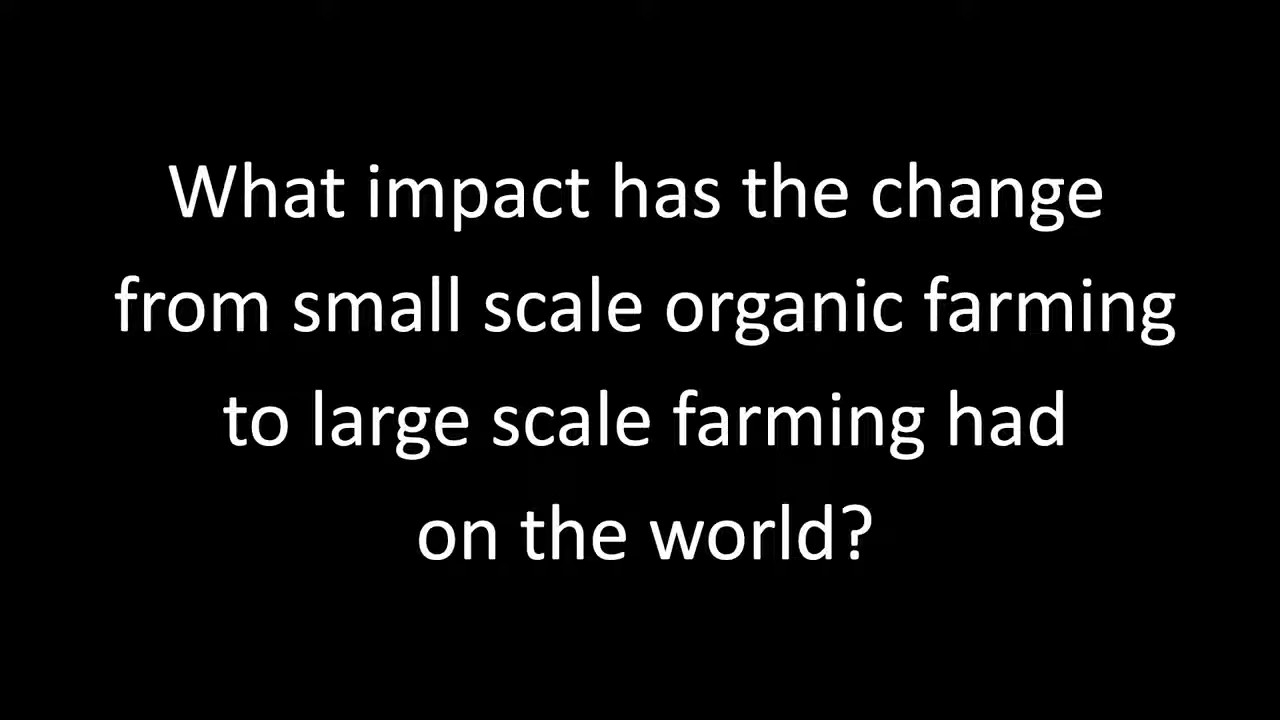 What impact has the change
from small scale organic farming
to large scale farming had
on the world?